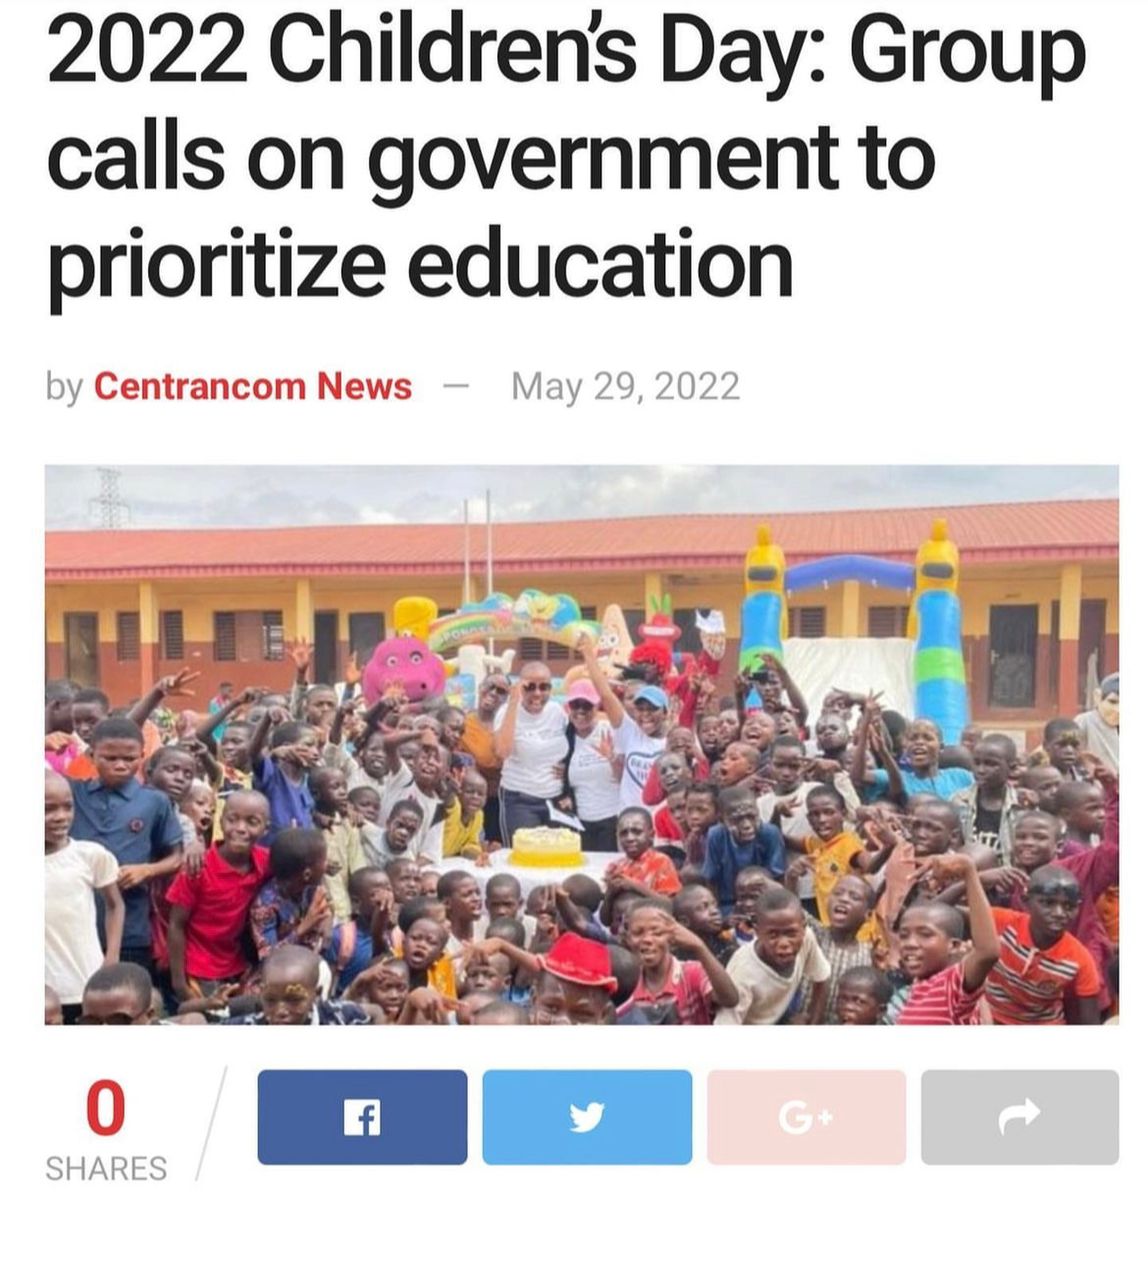 2022 Children's Day: Group
calls on government to
prioritize education
by Centrancom News — May 29, 2022
0
SHARES
G+